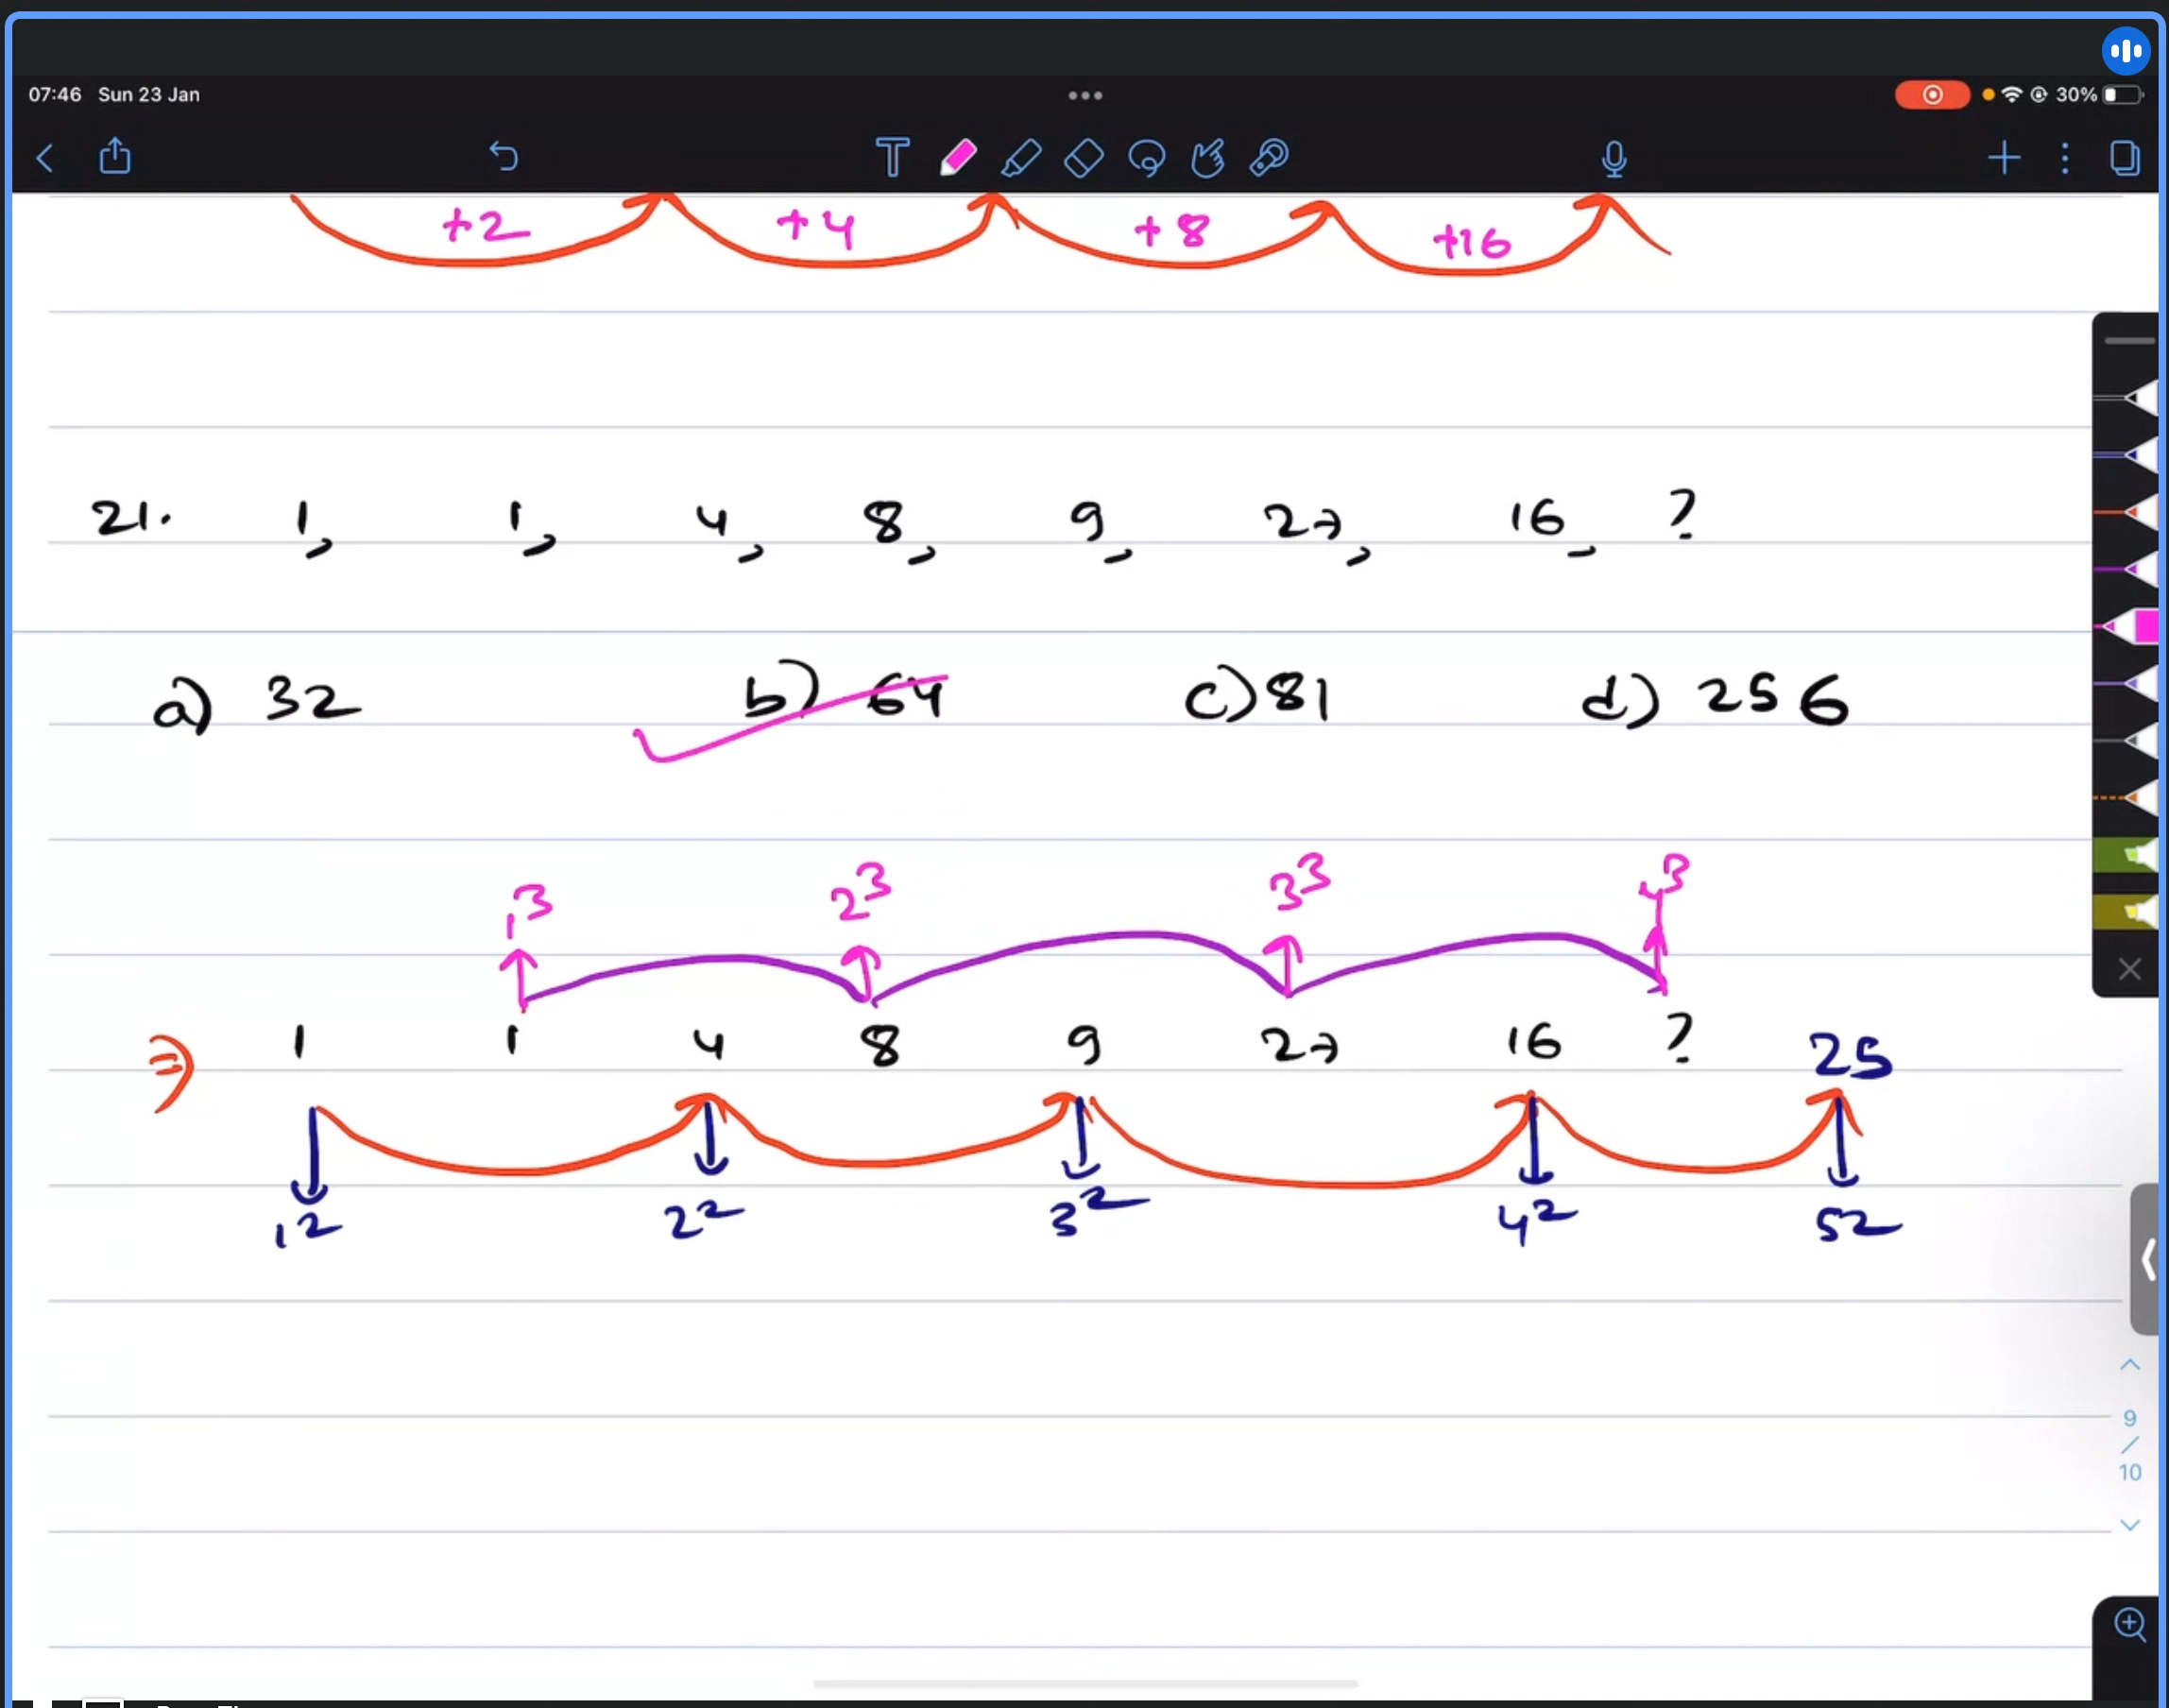 07:46 Sun 23 Jan
30%
T
+2 +4 +8 +16
21. 1, 1, 4, 8, 9, 27, 16, ?
a) 32 b) 64 c) 81 d) 256
1³ 2³ 3³ 4³
⇒ 1 1 4 8 9 27 16 ? 25
1² 2² 3² 4² 5²
9
/
10